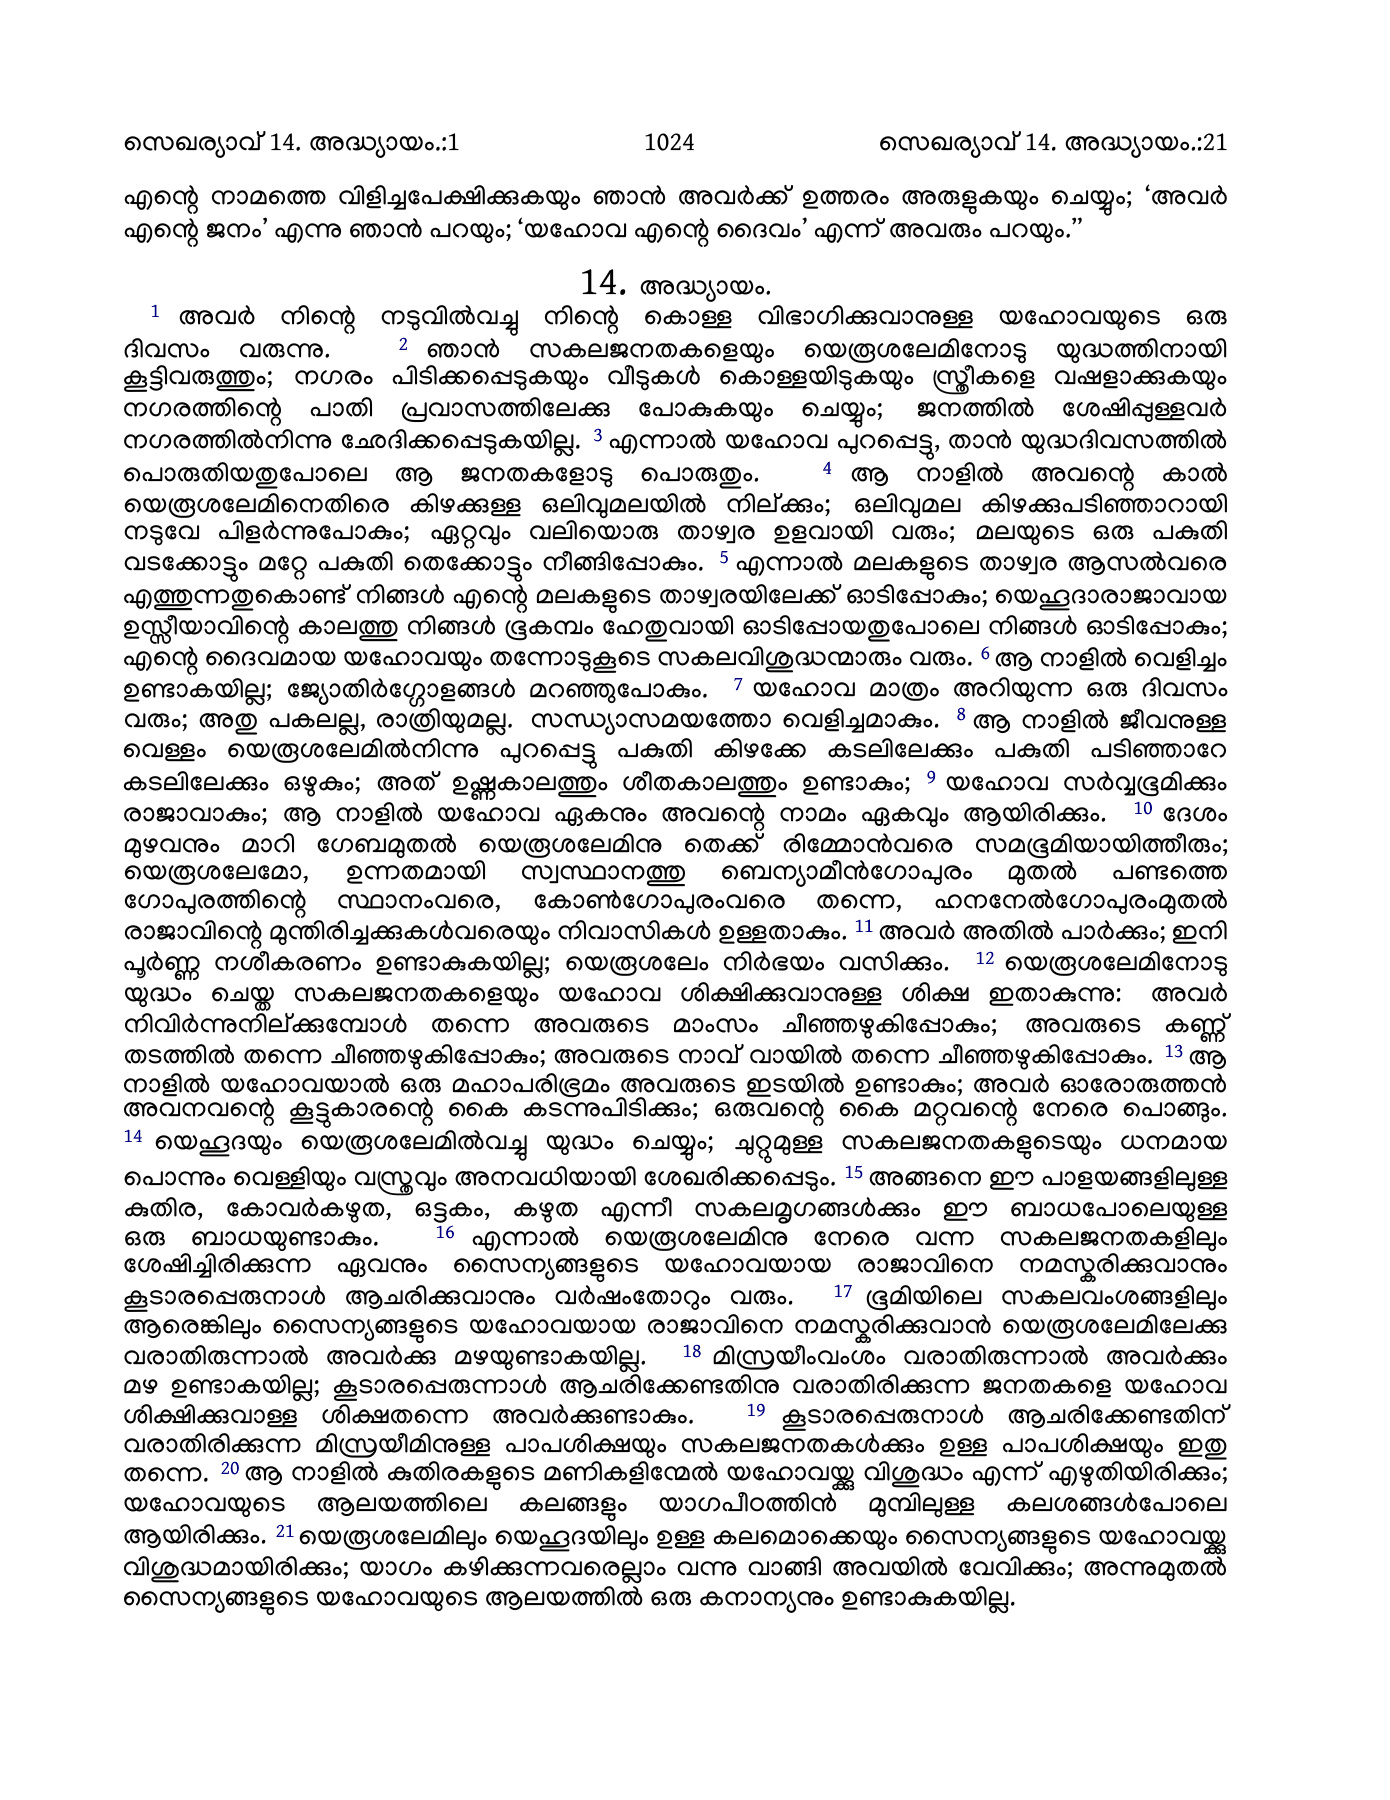 സെഖര്യാവ് 14. അദ്ധ്യായം.:1 1024 സെഖര്യാവ് 14. അദ്ധ്യായം.:21
എന്റെ നാമത്തെ വിളിച്ചപേക്ഷിക്കുകയും ഞാൻ അവർക്ക് ഉത്തരം അരുളുകയും ചെയ്യും; ‘അവർ
എന്റെ ജനം’ എന്നു ഞാൻ പറയും; ‘യഹോവ എന്റെ ദൈവം’ എന്ന് അവരും പറയും.”
14. അദ്ധ്യായം.
1 അവർ നിന്റെ നടുവിൽവച്ചു നിന്റെ കൊള്ള വിഭാഗിക്കുവാനുള്ള യഹോവയുടെ ഒരു
ദിവസം വരുന്നു. 2 ഞാൻ സകലജനതകളെയും യെരൂശലേമിനോടു യുദ്ധത്തിനായി
കൂട്ടിവരുത്തും; നഗരം പിടിക്കപ്പെടുകയും വീടുകൾ കൊള്ളയിടുകയും സ്ത്രീകളെ വഷളാക്കുകയും
നഗരത്തിന്റെ പാതി പ്രവാസത്തിലേക്കു പോകുകയും ചെയ്യും; ജനത്തിൽ ശേഷിപ്പുള്ളവർ
നഗരത്തിൽനിന്നു ഛേദിക്കപ്പെടുകയില്ല. 3 എന്നാൽ യഹോവ പുറപ്പെട്ടു, താൻ യുദ്ധദിവസത്തിൽ
പൊരുതിയതുപോലെ ആ ജനതകളോടു പൊരുതും. 4 ആ നാളിൽ അവന്റെ കാൽ
യെരൂശലേമിനെതിരെ കിഴക്കുള്ള ഒലിവുമലയിൽ നില്ക്കും; ഒലിവുമല കിഴക്കുപടിഞ്ഞാറായി
നടുവേ പിളർന്നുപോകും; ഏറ്റവും വലിയൊരു താഴ്വര ഉളവായി വരും; മലയുടെ ഒരു പകുതി
വടക്കോട്ടും മറ്റേ പകുതി തെക്കോട്ടും നീങ്ങിപ്പോകും. 5 എന്നാൽ മലകളുടെ താഴ്വര ആസൽവരെ
എത്തുന്നതുകൊണ്ട് നിങ്ങൾ എന്റെ മലകളുടെ താഴ്വരയിലേക്ക് ഓടിപ്പോകും; യെഹൂദാരാജാവായ
ഉസ്സീയാവിന്റെ കാലത്തു നിങ്ങൾ ഭൂകമ്പം ഹേതുവായി ഓടിപ്പോയതുപോലെ നിങ്ങൾ ഓടിപ്പോകും;
എന്റെ ദൈവമായ യഹോവയും തന്നോടുകൂടെ സകലവിശുദ്ധന്മാരും വരും. 6 ആ നാളിൽ വെളിച്ചം
ഉണ്ടാകയില്ല; ജ്യോതിർഗ്ഗോളങ്ങൾ മറഞ്ഞുപോകും. 7 യഹോവ മാത്രം അറിയുന്ന ഒരു ദിവസം
വരും; അതു പകലല്ല, രാത്രിയുമല്ല. സന്ധ്യാസമയത്തോ വെളിച്ചമാകും. 8 ആ നാളിൽ ജീവനുള്ള
വെള്ളം യെരൂശലേമിൽനിന്നു പുറപ്പെട്ടു പകുതി കിഴക്കേ കടലിലേക്കും പകുതി പടിഞ്ഞാറേ
കടലിലേക്കും ഒഴുകും; അത് ഉഷ്ണകാലത്തും ശീതകാലത്തും ഉണ്ടാകും; 9 യഹോവ സർവ്വഭൂമിക്കും
രാജാവാകും; ആ നാളിൽ യഹോവ ഏകനും അവന്റെ നാമം ഏകവും ആയിരിക്കും. 10 ദേശം
മുഴവനും മാറി ഗേബമുതൽ യെരൂശലേമിനു തെക്ക് രിമ്മോൻവരെ സമഭൂമിയായിത്തീരും;
യെരൂശലേമോ, ഉന്നതമായി സ്വസ്ഥാനത്തു ബെന്യാമീൻഗോപുരം മുതൽ പണ്ടത്തെ
ഗോപുരത്തിന്റെ സ്ഥാനംവരെ, കോൺഗോപുരംവരെ തന്നെ, ഹനനേൽഗോപുരംമുതൽ
രാജാവിന്റെ മുന്തിരിച്ചക്കുകൾവരെയും നിവാസികൾ ഉള്ളതാകും. 11 അവർ അതിൽ പാർക്കും; ഇനി
പൂർണ്ണ നശീകരണം ഉണ്ടാകുകയില്ല; യെരൂശലേം നിർഭയം വസിക്കും. 12 യെരൂശലേമിനോടു
യുദ്ധം ചെയ്ത സകലജനതകളെയും യഹോവ ശിക്ഷിക്കുവാനുള്ള ശിക്ഷ ഇതാകുന്നു: അവർ
നിവിർന്നുനില്ക്കുമ്പോൾ തന്നെ അവരുടെ മാംസം ചീഞ്ഞഴുകിപ്പോകും; അവരുടെ കണ്ണ്
തടത്തിൽ തന്നെ ചീഞ്ഞഴുകിപ്പോകും; അവരുടെ നാവ് വായിൽ തന്നെ ചീഞ്ഞഴുകിപ്പോകും. 13 ആ
നാളിൽ യഹോവയാൽ ഒരു മഹാപരിഭ്രമം അവരുടെ ഇടയിൽ ഉണ്ടാകും; അവർ ഓരോരുത്തൻ
അവനവന്റെ കൂട്ടുകാരന്റെ കൈ കടന്നുപിടിക്കും; ഒരുവന്റെ കൈ മറ്റവന്റെ നേരെ പൊങ്ങും.
14 യെഹൂദയും യെരൂശലേമിൽവച്ചു യുദ്ധം ചെയ്യും; ചുറ്റുമുള്ള സകലജനതകളുടെയും ധനമായ
പൊന്നും വെള്ളിയും വസ്ത്രവും അനവധിയായി ശേഖരിക്കപ്പെടും. 15 അങ്ങനെ ഈ പാളയങ്ങളിലുള്ള
കുതിര, കോവർകഴുത, ഒട്ടകം, കഴുത എന്നീ സകലമൃഗങ്ങൾക്കും ഈ ബാധപോലെയുള്ള
ഒരു ബാധയുണ്ടാകും. 16 എന്നാൽ യെരൂശലേമിനു നേരെ വന്ന സകലജനതകളിലും
ശേഷിച്ചിരിക്കുന്ന ഏവനും സൈന്യങ്ങളുടെ യഹോവയായ രാജാവിനെ നമസ്കരിക്കുവാനും
കൂടാരപ്പെരുനാൾ ആചരിക്കുവാനും വർഷംതോറും വരും. 17 ഭൂമിയിലെ സകലവംശങ്ങളിലും
ആരെങ്കിലും സൈന്യങ്ങളുടെ യഹോവയായ രാജാവിനെ നമസ്കരിക്കുവാൻ യെരൂശലേമിലേക്കു
വരാതിരുന്നാൽ അവർക്കു മഴയുണ്ടാകയില്ല. 18 മിസ്രയീംവംശം വരാതിരുന്നാൽ അവർക്കും
മഴ ഉണ്ടാകയില്ല; കൂടാരപ്പെരുന്നാൾ ആചരിക്കേണ്ടതിനു വരാതിരിക്കുന്ന ജനതകളെ യഹോവ
ശിക്ഷിക്കുവാള്ള ശിക്ഷതന്നെ അവർക്കുണ്ടാകും. 19 കൂടാരപ്പെരുനാൾ ആചരിക്കേണ്ടതിന്
വരാതിരിക്കുന്ന മിസ്രയീമിനുള്ള പാപശിക്ഷയും സകലജനതകൾക്കും ഉള്ള പാപശിക്ഷയും ഇതു
തന്നെ. 20 ആ നാളിൽ കുതിരകളുടെ മണികളിന്മേൽ യഹോവയ്ക്കു വിശുദ്ധം എന്ന് എഴുതിയിരിക്കും;
യഹോവയുടെ ആലയത്തിലെ കലങ്ങളും യാഗപീഠത്തിൻ മുമ്പിലുള്ള കലശങ്ങൾപോലെ
ആയിരിക്കും. 21 യെരൂശലേമിലും യെഹൂദയിലും ഉള്ള കലമൊക്കെയും സൈന്യങ്ങളുടെ യഹോവയ്ക്കു
വിശുദ്ധമായിരിക്കും; യാഗം കഴിക്കുന്നവരെല്ലാം വന്നു വാങ്ങി അവയിൽ വേവിക്കും; അന്നുമുതൽ
സൈന്യങ്ങളുടെ യഹോവയുടെ ആലയത്തിൽ ഒരു കനാന്യനും ഉണ്ടാകുകയില്ല.